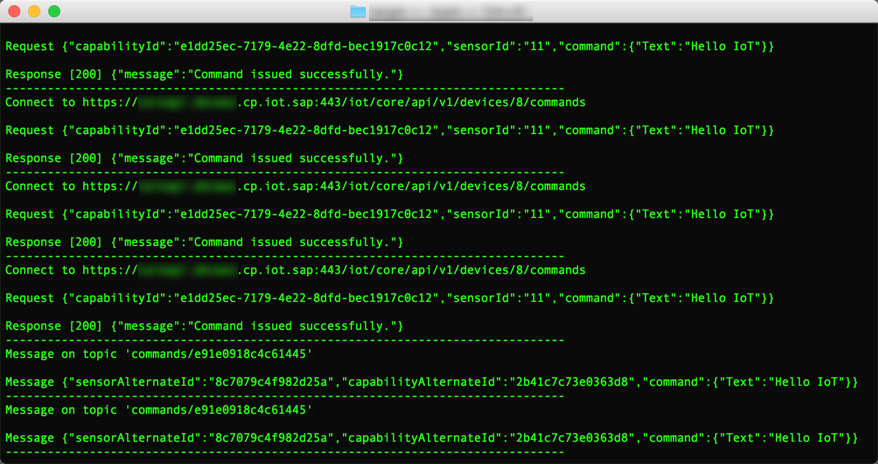 Request {"capabilityId":"e1dd25ec-7179-4e22-8dfd-bec1917c0c12","sensorId":"11","command":{"Text":"Hello IoT"}}
Response [200] {"message":"Command issued successfully."}
--------------------------------------------------------------------------------
Connect to https:// .cp.iot.sap:443/iot/core/api/v1/devices/8/commands
Request {"capabilityId":"e1dd25ec-7179-4e22-8dfd-bec1917c0c12","sensorId":"11","command":{"Text":"Hello IoT"}}
Response [200] {"message":"Command issued successfully."}
--------------------------------------------------------------------------------
Connect to https:// .cp.iot.sap:443/iot/core/api/v1/devices/8/commands
Request {"capabilityId":"e1dd25ec-7179-4e22-8dfd-bec1917c0c12","sensorId":"11","command":{"Text":"Hello IoT"}}
Response [200] {"message":"Command issued successfully."}
--------------------------------------------------------------------------------
Connect to https:// .cp.iot.sap:443/iot/core/api/v1/devices/8/commands
Request {"capabilityId":"e1dd25ec-7179-4e22-8dfd-bec1917c0c12","sensorId":"11","command":{"Text":"Hello IoT"}}
Response [200] {"message":"Command issued successfully."}
--------------------------------------------------------------------------------
Message on topic 'commands/e91e0918c4c61445'
Message {"sensorAlternateId":"8c7079c4f982d25a","capabilityAlternateId":"2b41c7c73e0363d8","command":{"Text":"Hello IoT"}}
--------------------------------------------------------------------------------
Message on topic 'commands/e91e0918c4c61445'
Message {"sensorAlternateId":"8c7079c4f982d25a","capabilityAlternateId":"2b41c7c73e0363d8","command":{"Text":"Hello IoT"}}
--------------------------------------------------------------------------------